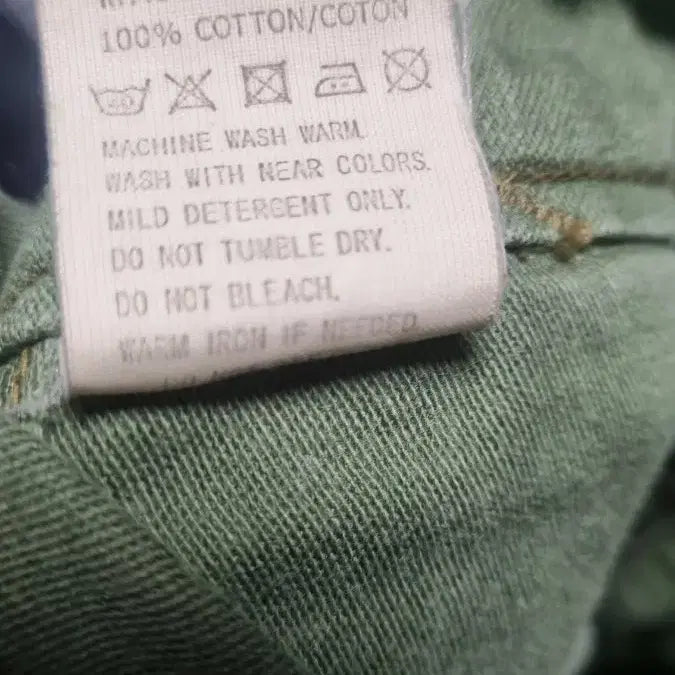 100% COTTON/COTON
MACHINE WASH WARM.
WASH WITH NEAR COLORS.
MILD DETERGENT ONLY.
DO NOT TUMBLE DRY.
DO NOT BLEACH.
WARM IRON IF NEEDED